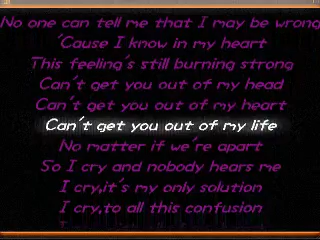 No one can tell me that I may be wrong
'Cause I know in my heart
This feeling's still burning strong
Can't get you out of my head
Can't get you out of my heart
Can't get you out of my life
No matter if we're apart
So I cry and nobody hears me
I cry,it's my only solution
I cry,to all this confusion